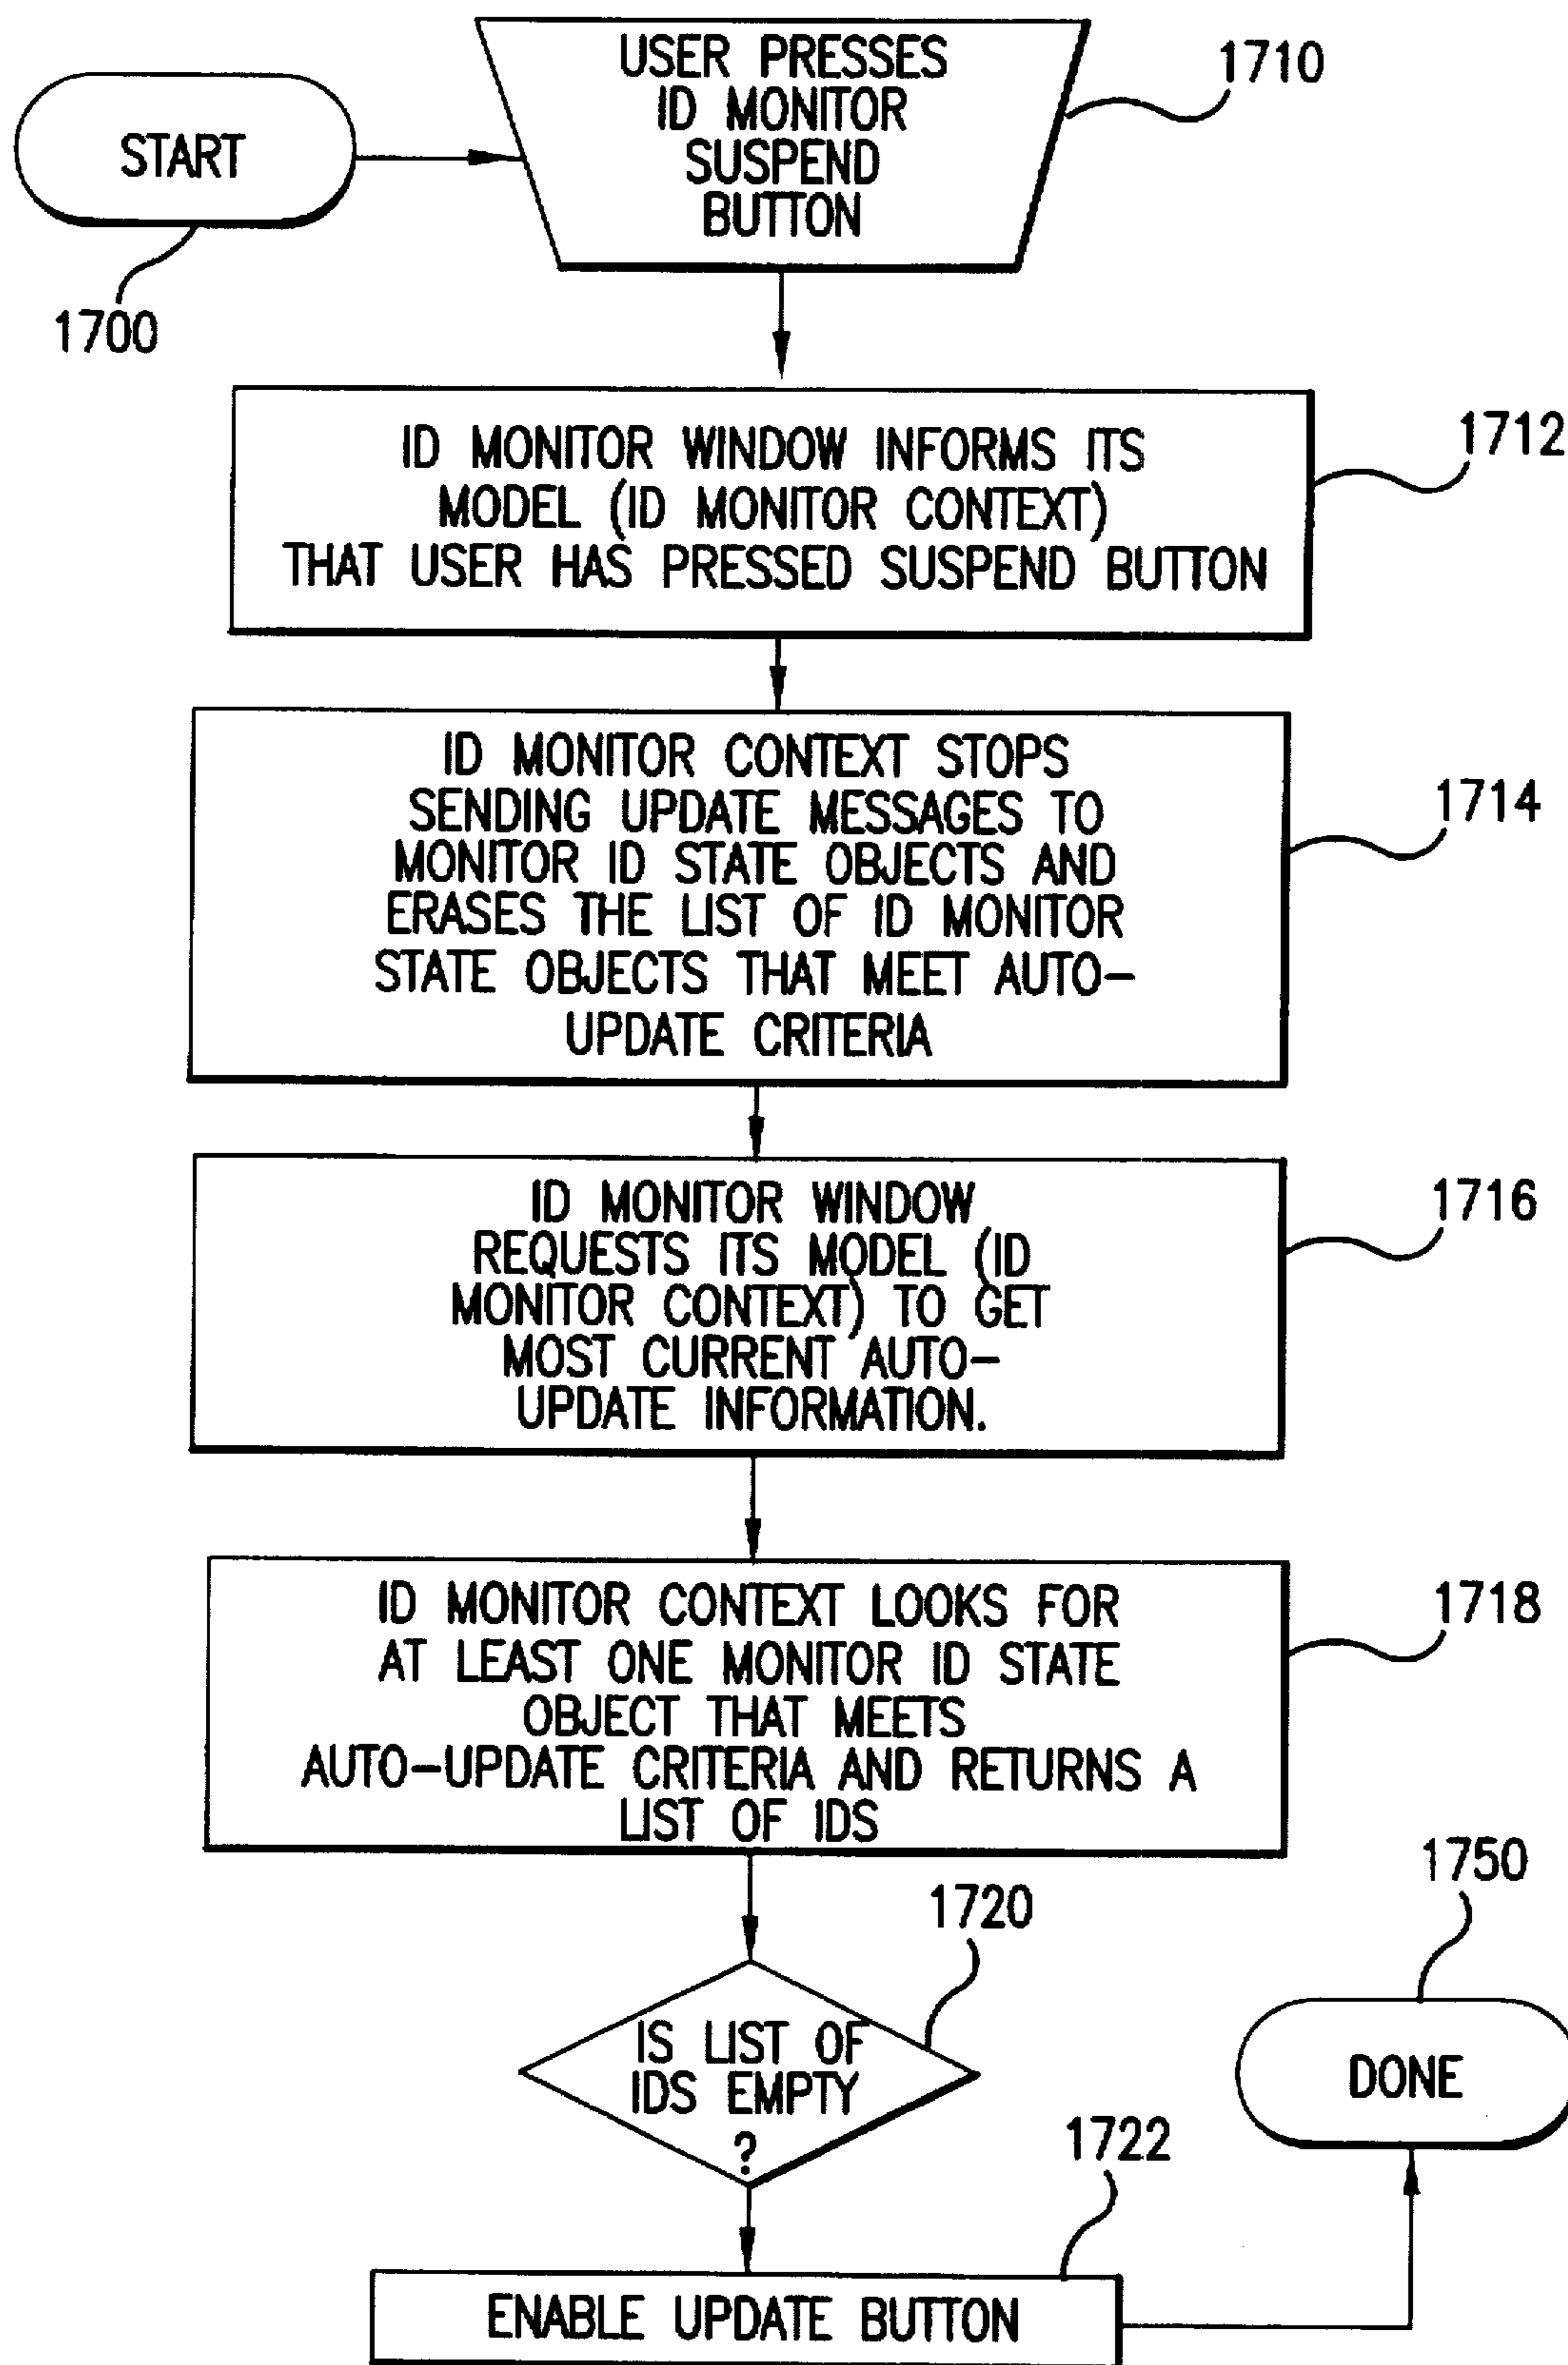 START
1700
USER PRESSES
ID MONITOR
SUSPEND
BUTTON
1710
ID MONITOR WINDOW INFORMS ITS
MODEL (ID MONITOR CONTEXT)
THAT USER HAS PRESSED SUSPEND BUTTON
1712
ID MONITOR CONTEXT STOPS
SENDING UPDATE MESSAGES TO
MONITOR ID STATE OBJECTS AND
ERASES THE LIST OF ID MONITOR
STATE OBJECTS THAT MEET AUTO-
UPDATE CRITERIA
1714
ID MONITOR WINDOW
REQUESTS ITS MODEL (ID
MONITOR CONTEXT) TO GET
MOST CURRENT AUTO-
UPDATE INFORMATION.
1716
ID MONITOR CONTEXT LOOKS FOR
AT LEAST ONE MONITOR ID STATE
OBJECT THAT MEETS
AUTO-UPDATE CRITERIA AND RETURNS A
LIST OF IDS
1718
IS LIST OF
IDS EMPTY
?
1720
ENABLE UPDATE BUTTON
1722
DONE
1750